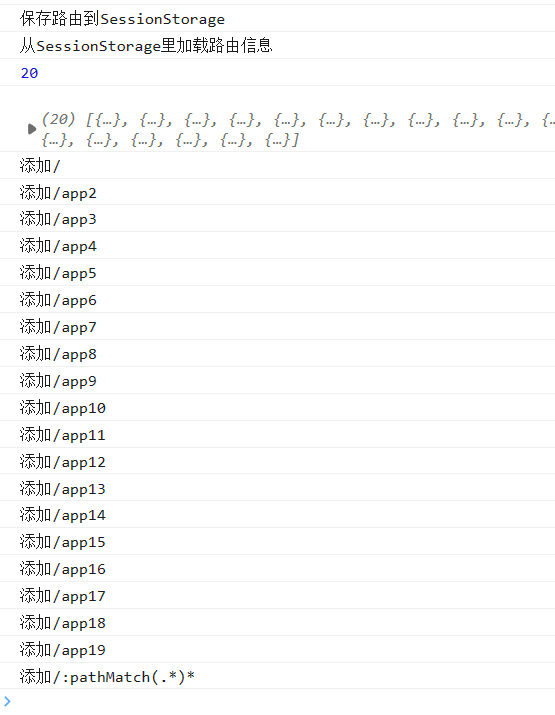 保存路由到SessionStorage
从SessionStorage里加载路由信息
20
(20) [{…}, {…}, {…}, {…}, {…}, {…}, {…}, {…}, {…}, {…}, {…
{…}, {…}, {…}, {…}, {…}, {…}]
添加/
添加/app2
添加/app3
添加/app4
添加/app5
添加/app6
添加/app7
添加/app8
添加/app9
添加/app10
添加/app11
添加/app12
添加/app13
添加/app14
添加/app15
添加/app16
添加/app17
添加/app18
添加/app19
添加/:pathMatch(.*)*